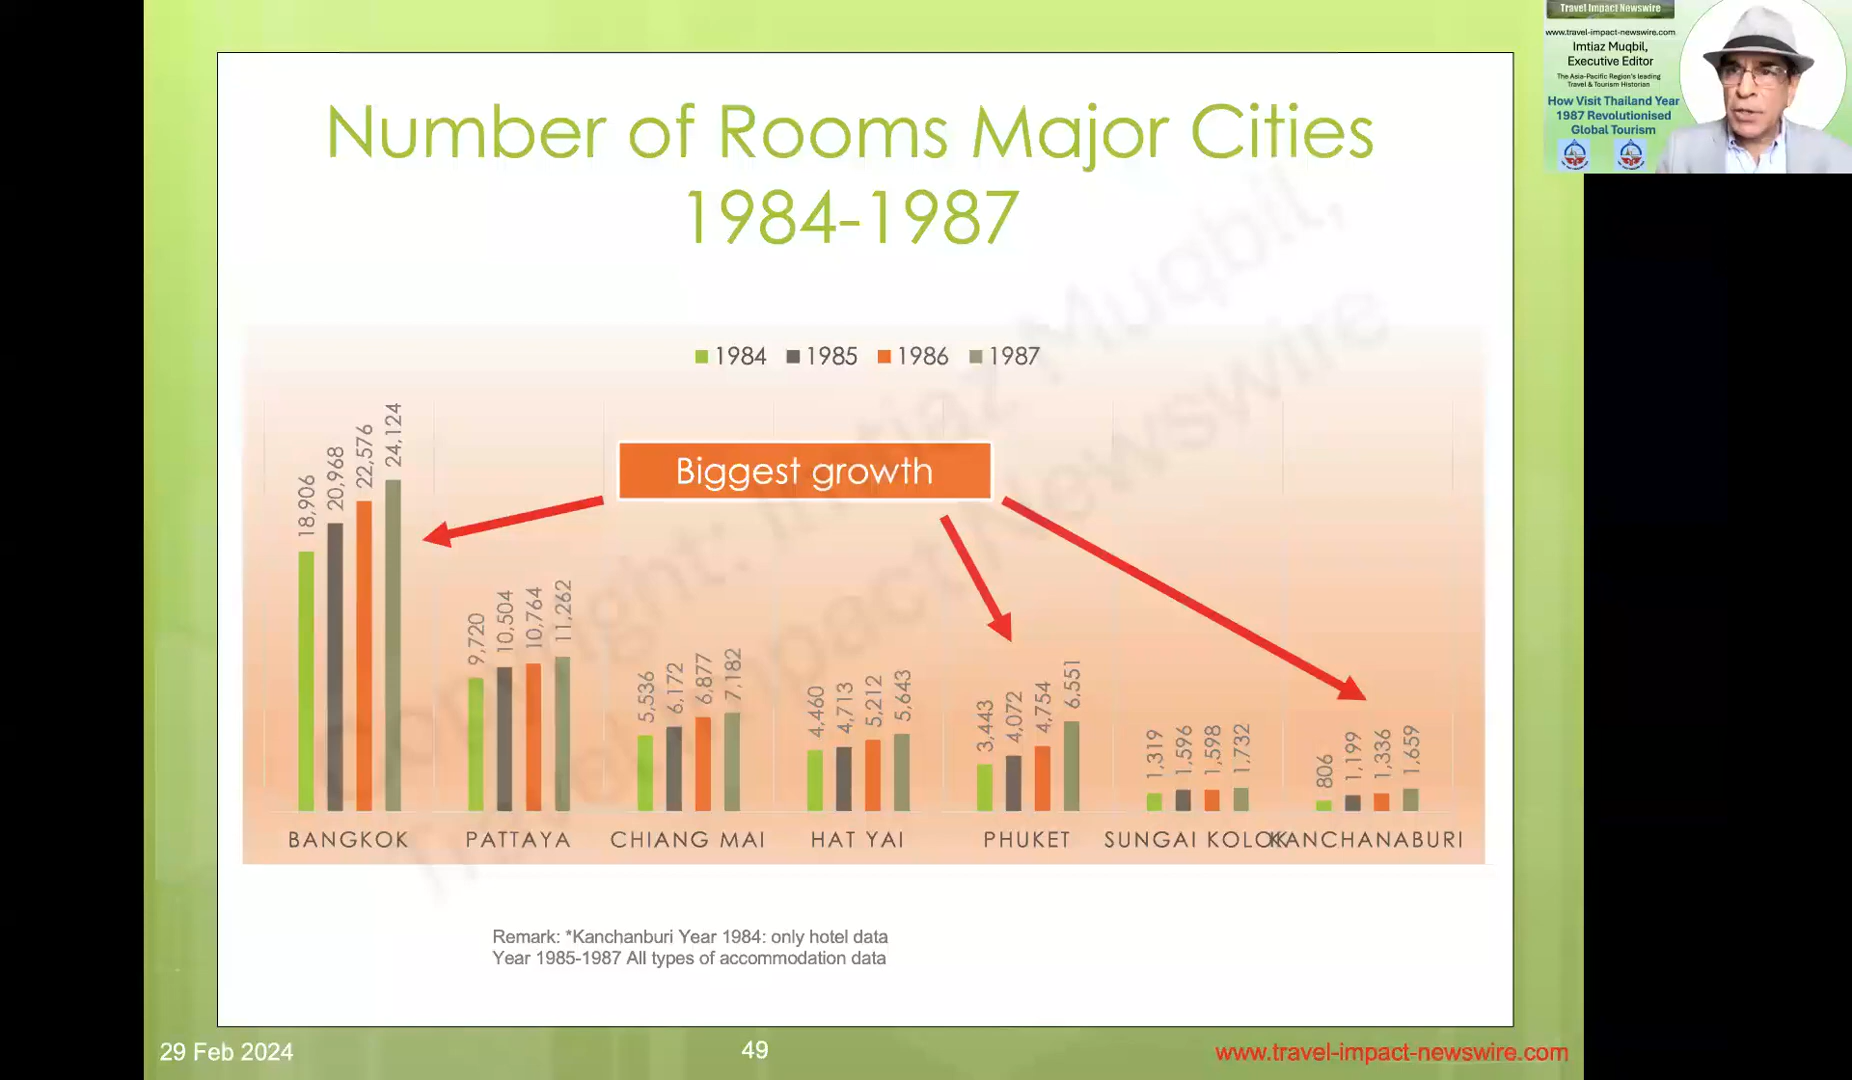 Number of Rooms Major Cities
1984-1987
1984 1985 1986 1987
Biggest growth
18,906 20,968 22,576 24,124
9,720 10,504 10,764 11,262
5,536 6,172 6,877 7,182
4,460 4,713 5,212 5,643
3,443 4,072 4,754 6,551
1,319 1,596 1,598 1,732
806 1,199 1,336 1,659
BANGKOK PATTAYA CHIANG MAI HAT YAI PHUKET SUNGAI KOLOK KANCHANABURI
Remark: *Kanchanburi Year 1984: only hotel data
Year 1985-1987 All types of accommodation data
Copyright: Imtiaz Muqbil,
Travel Impact Newswire
29 Feb 2024
49
www.travel-impact-newswire.com
Travel Impact Newswire
www.travel-impact-newswire.com
Imtiaz Muqbil,
Executive Editor
The Asia-Pacific Region's leading
Travel & Tourism Historian
How Visit Thailand Year
1987 Revolutionised
Global Tourism